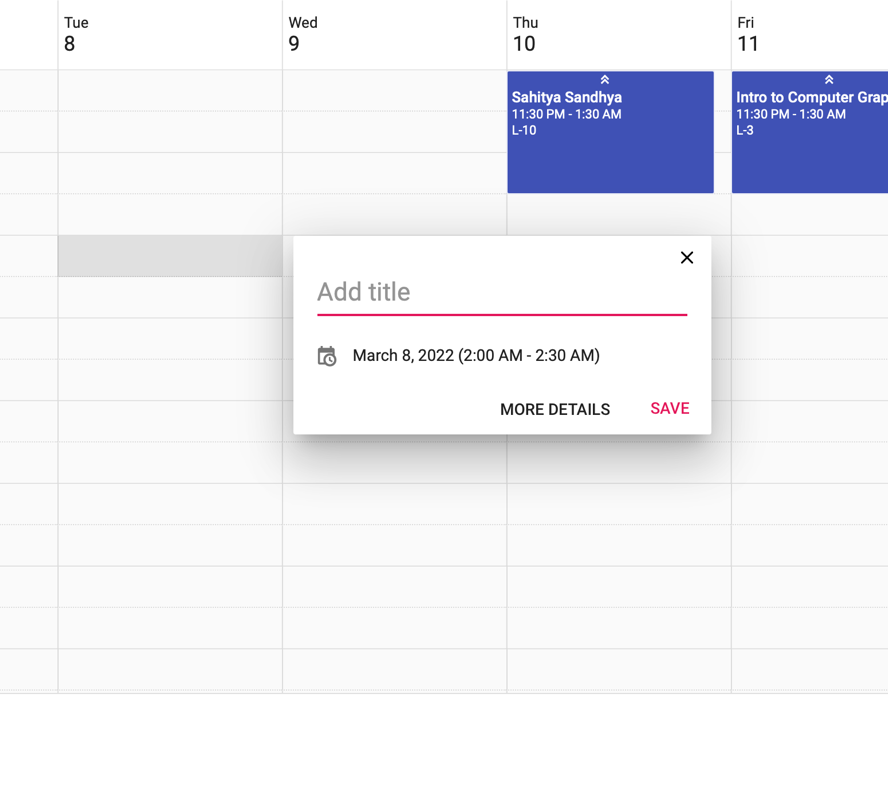 Tue
8
Wed
9
Thu
10
Fri
11
Sahitya Sandhya
11:30 PM - 1:30 AM
L-10
Intro to Computer Grap
11:30 PM - 1:30 AM
L-3
Add title
March 8, 2022 (2:00 AM - 2:30 AM)
MORE DETAILS
SAVE